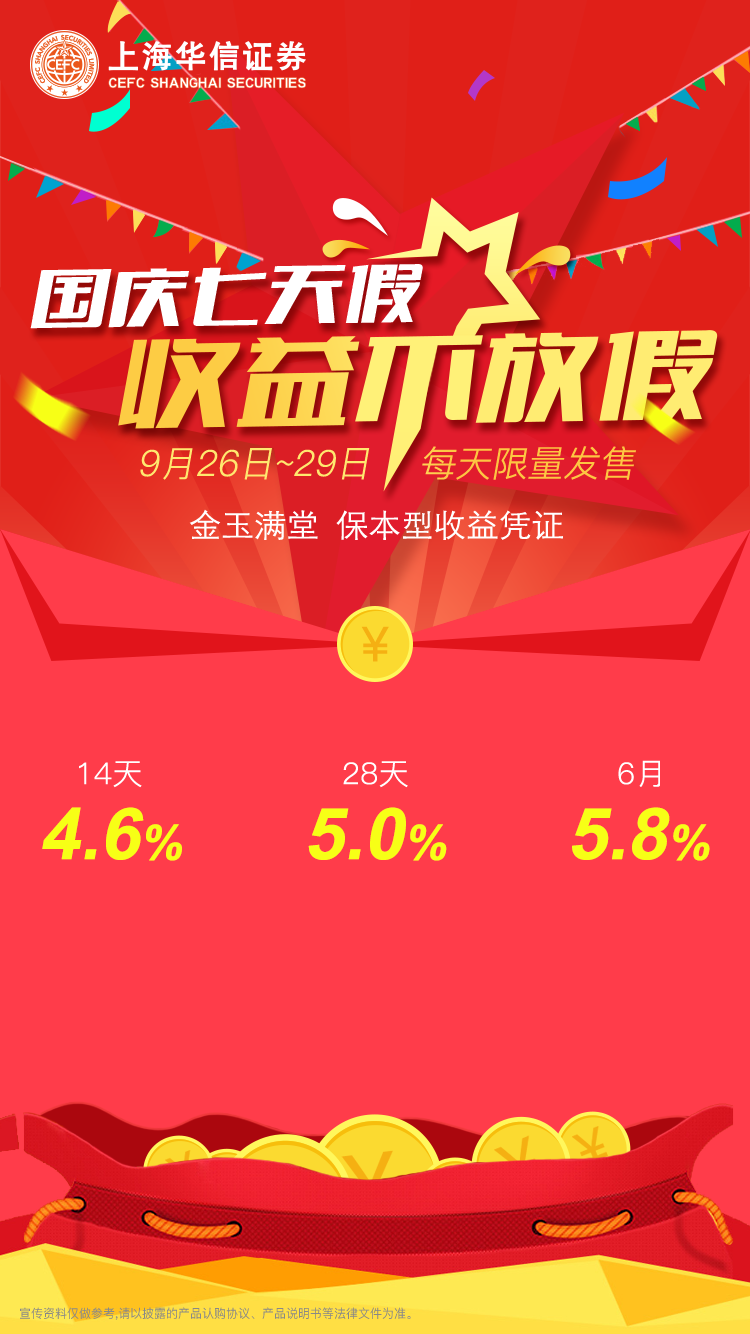 CEFC SHANGHAI SECURITIES LIMITED
CEFC
上海华信证券
CEFC SHANGHAI SECURITIES
国庆七天假
收益不放假
9月26日~29日 每天限量发售
金玉满堂 保本型收益凭证
¥
14天 28天 6月
4.6% 5.0% 5.8%
¥ ¥ ¥ ¥
宣传资料仅做参考,请以披露的产品认购协议、产品说明书等法律文件为准。